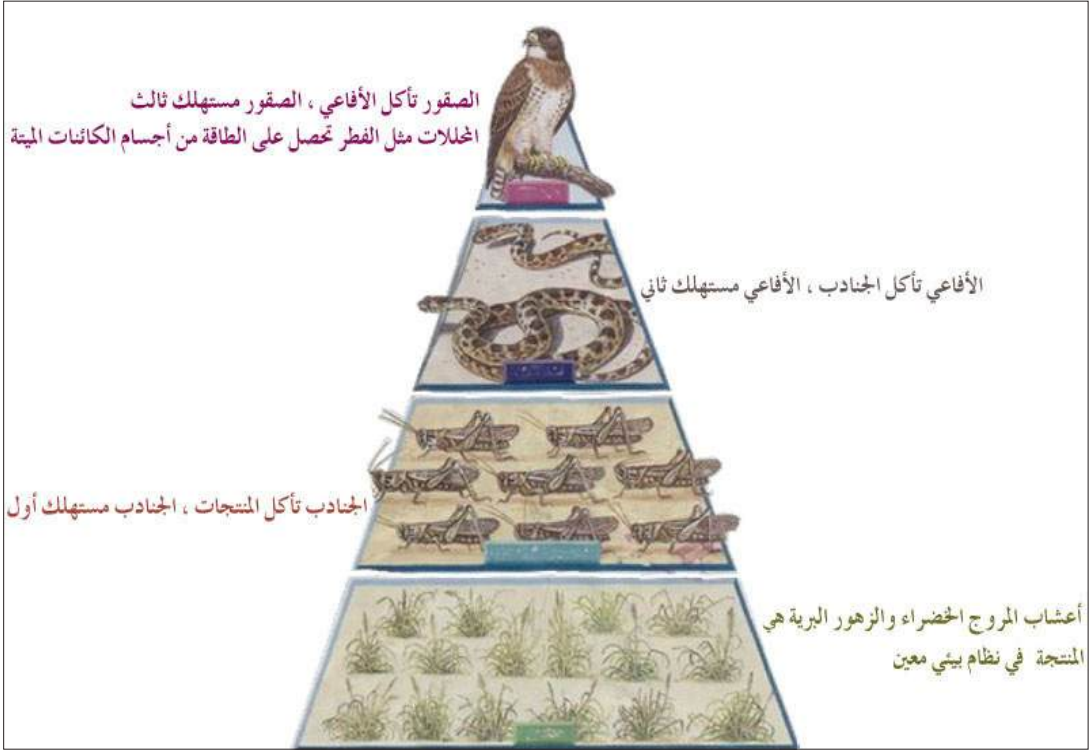 الصقور تأكل الأفاعي ، الصقور مستهلك ثالث
المحللات مثل الفطر تحصل على الطاقة من أجسام الكائنات الميتة
الأفاعي تأكل الجنادب ، الأفاعي مستهلك ثاني
الجنادب تأكل المنتجات ، الجنادب مستهلك أول
أعشاب المروج الخضراء والزهور البرية هي
المنتجة في نظام بيئي معين